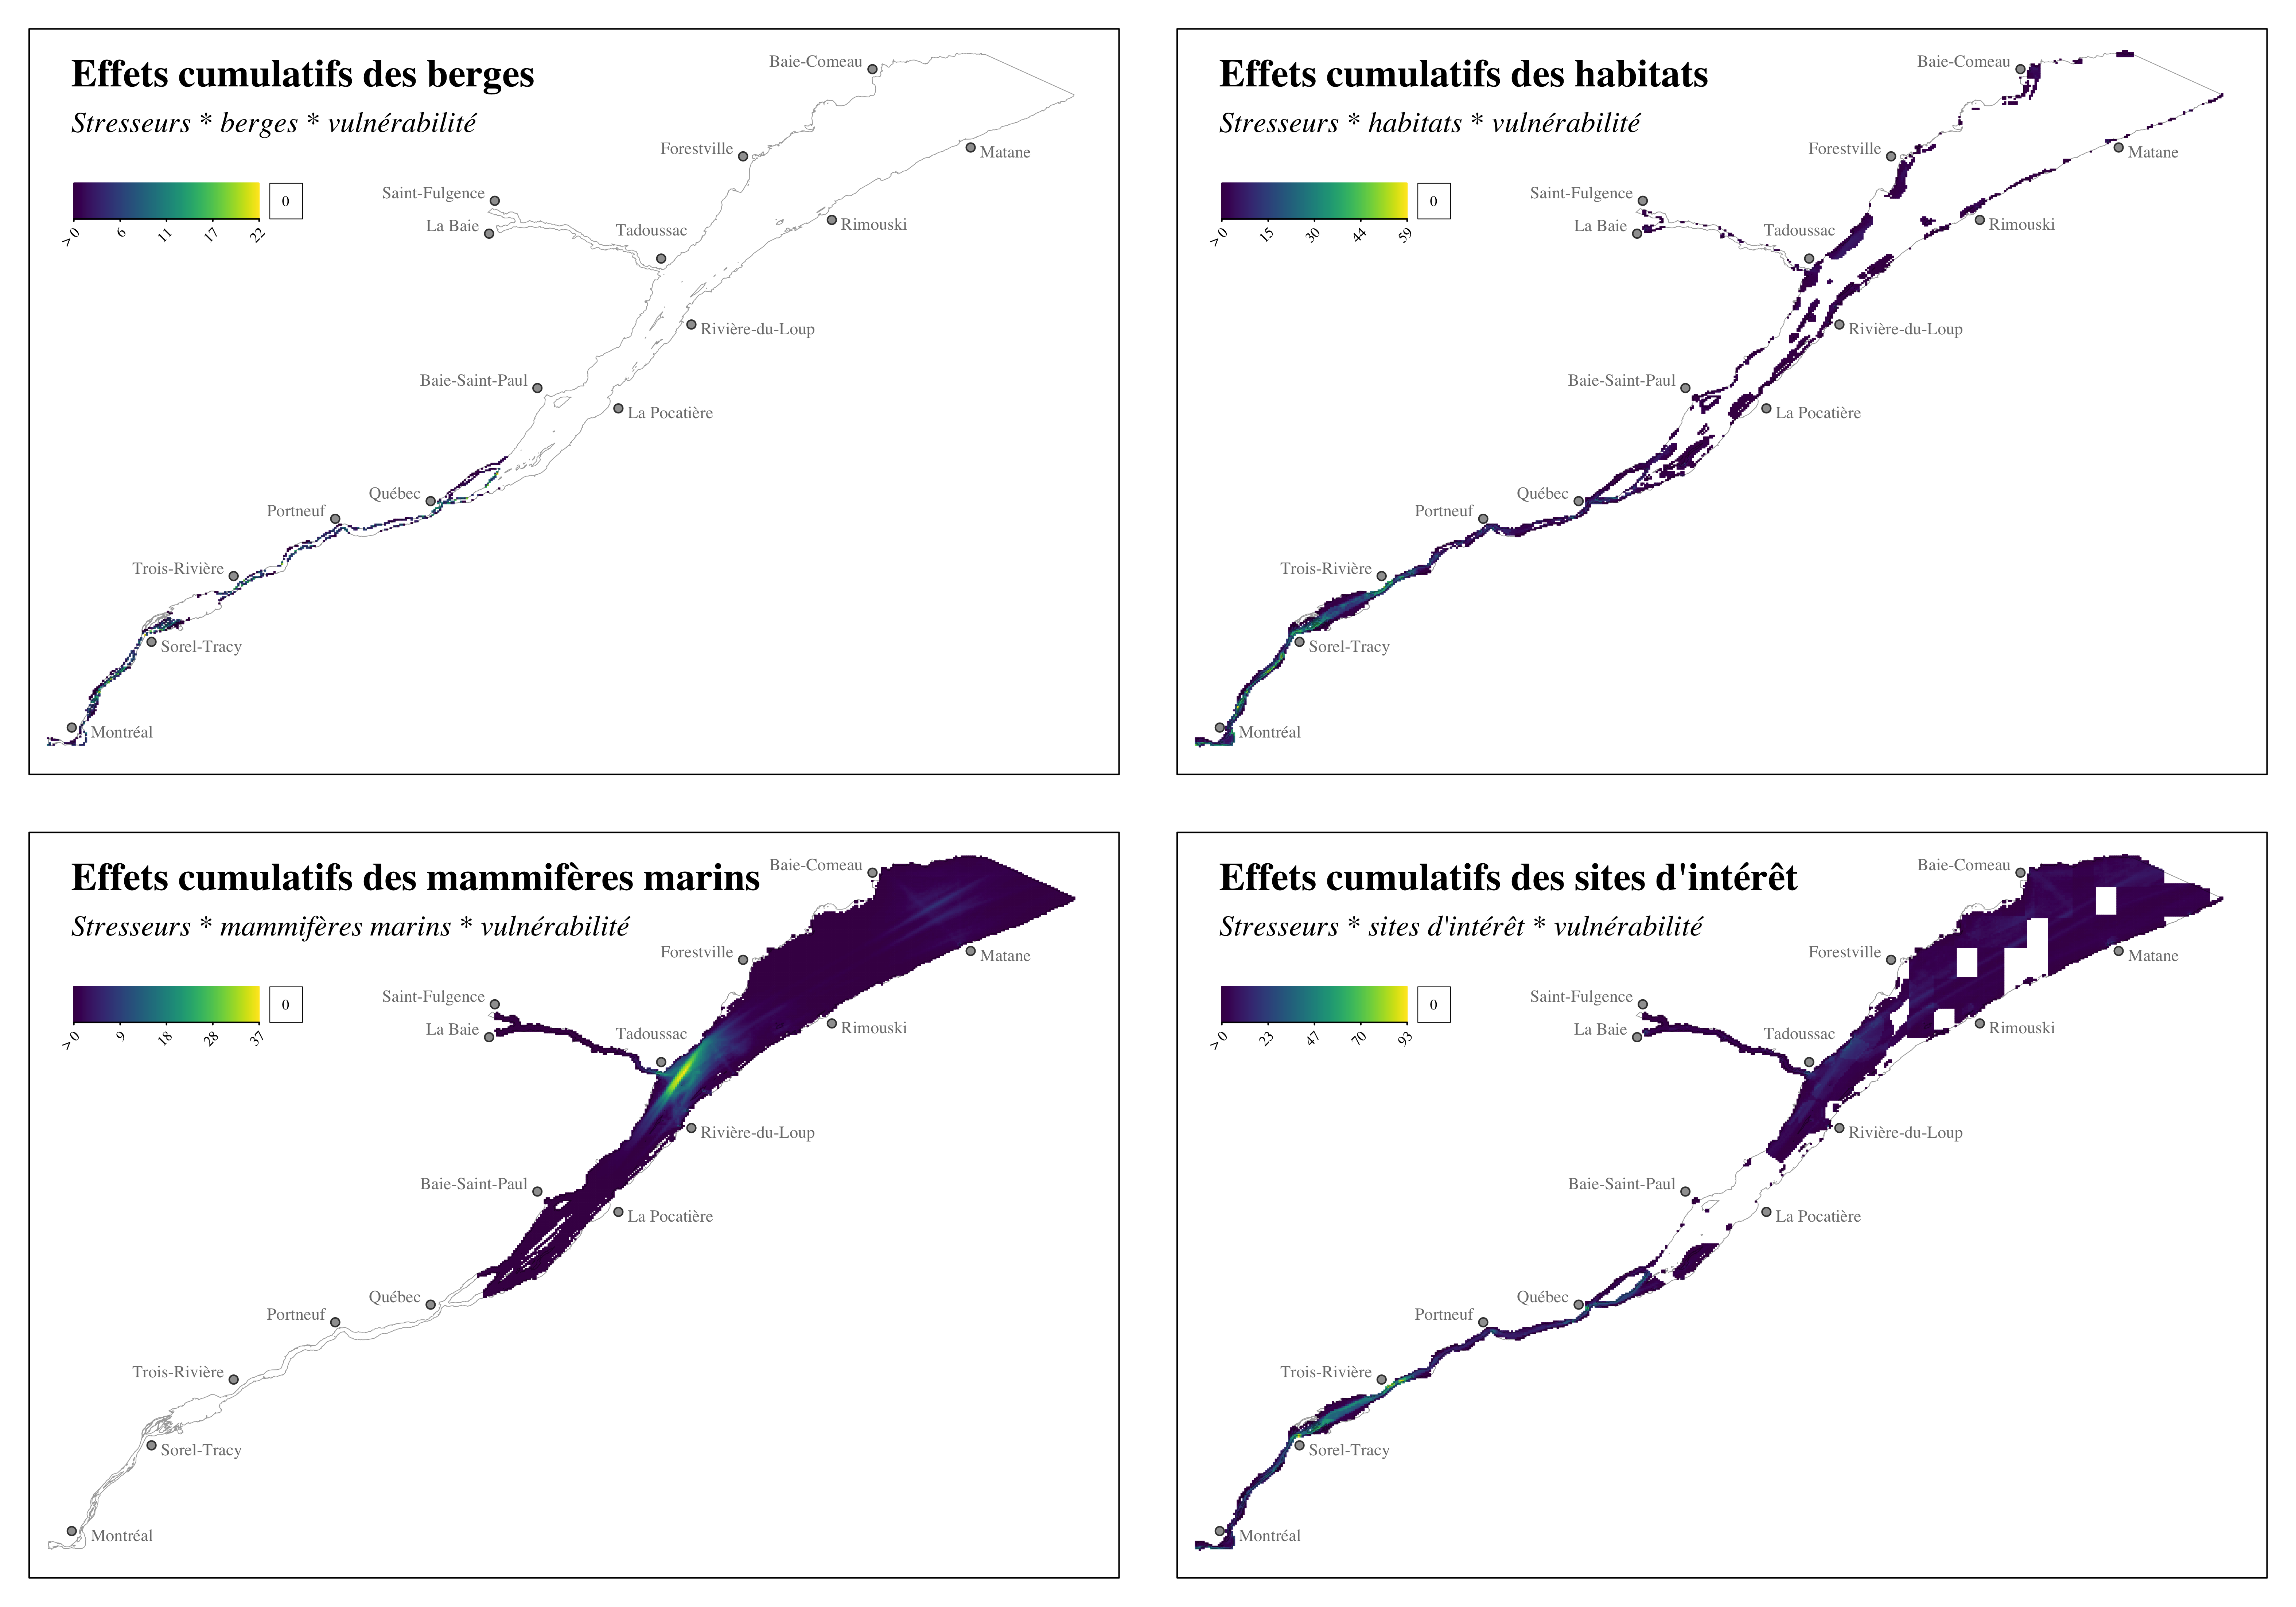 Effets cumulatifs des berges
Stresseurs * berges * vulnérabilité
> 0
6
11
17
22
0
Baie-Comeau
Forestville
Matane
Saint-Fulgence
La Baie
Tadoussac
Rimouski
Rivière-du-Loup
Baie-Saint-Paul
La Pocatière
Québec
Portneuf
Trois-Rivière
Sorel-Tracy
Montréal
Effets cumulatifs des habitats
Stresseurs * habitats * vulnérabilité
> 0
15
30
44
59
0
Baie-Comeau
Forestville
Matane
Saint-Fulgence
La Baie
Tadoussac
Rimouski
Rivière-du-Loup
Baie-Saint-Paul
La Pocatière
Québec
Portneuf
Trois-Rivière
Sorel-Tracy
Montréal
Effets cumulatifs des mammifères marins
Stresseurs * mammifères marins * vulnérabilité
> 0
9
18
28
37
0
Baie-Comeau
Forestville
Matane
Saint-Fulgence
La Baie
Tadoussac
Rimouski
Rivière-du-Loup
Baie-Saint-Paul
La Pocatière
Québec
Portneuf
Trois-Rivière
Sorel-Tracy
Montréal
Effets cumulatifs des sites d'intérêt
Stresseurs * sites d'intérêt * vulnérabilité
> 0
23
47
70
93
0
Baie-Comeau
Forestville
Matane
Saint-Fulgence
La Baie
Tadoussac
Rimouski
Rivière-du-Loup
Baie-Saint-Paul
La Pocatière
Québec
Portneuf
Trois-Rivière
Sorel-Tracy
Montréal